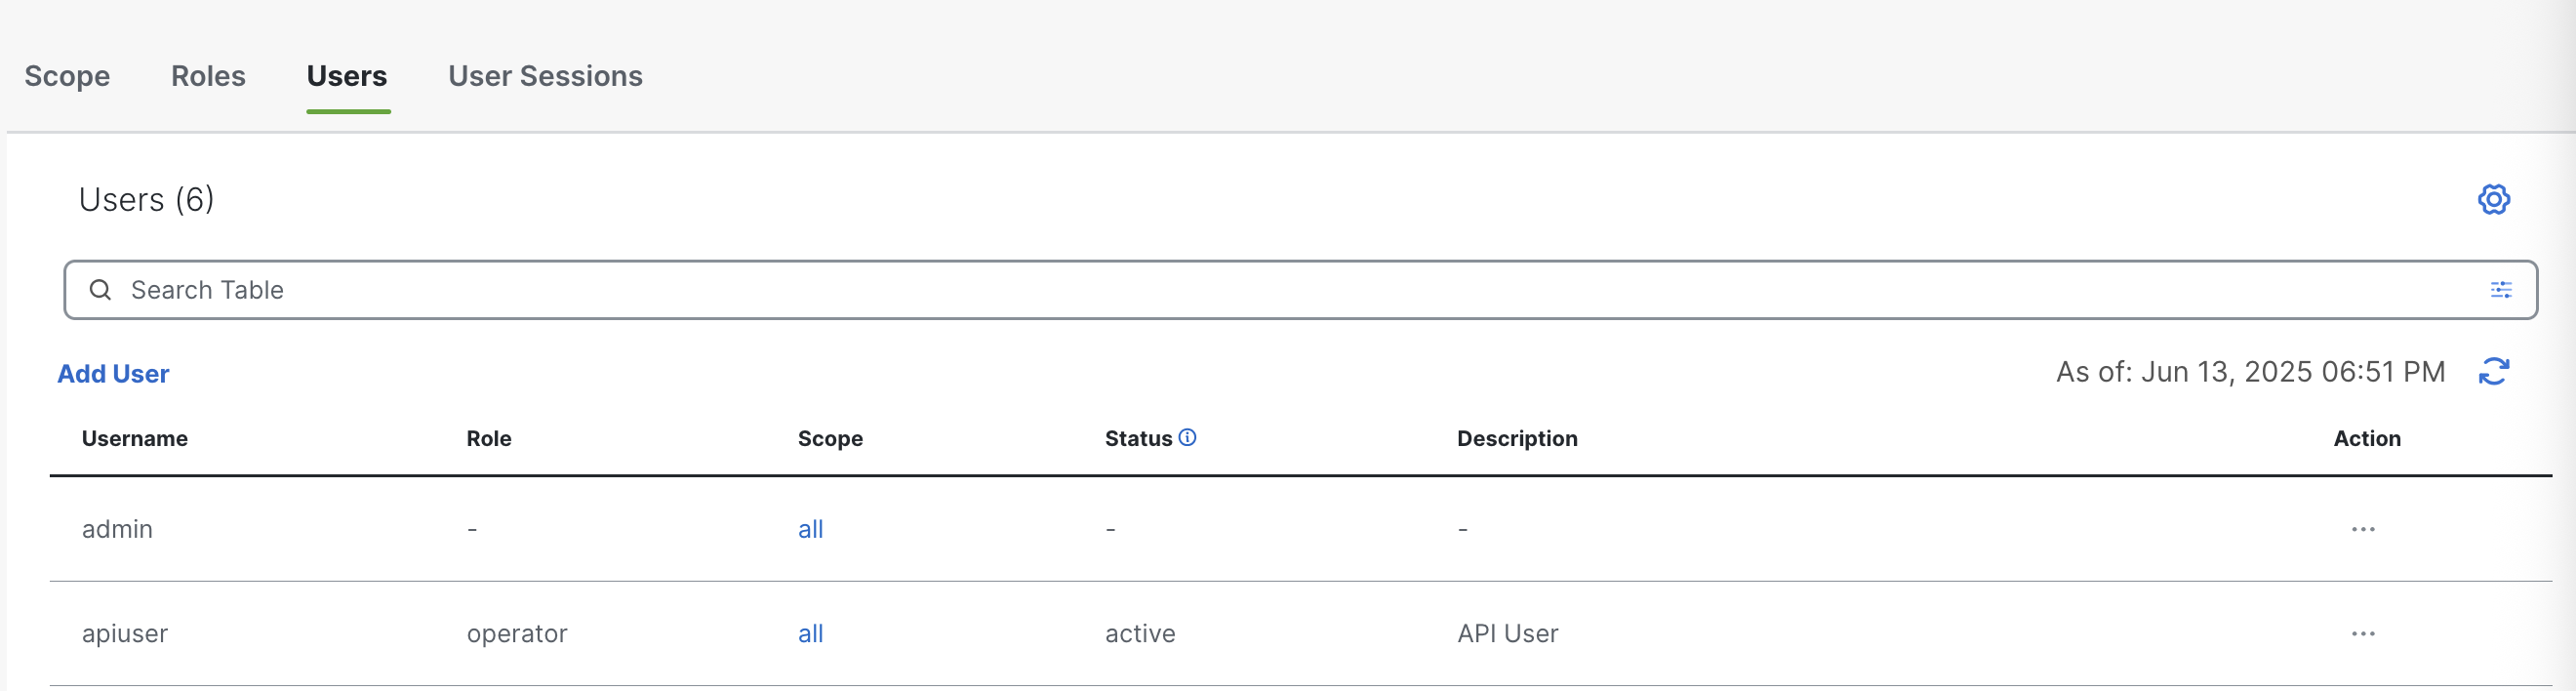 Scope Roles Users User Sessions
Users (6)
Search Table
Add User As of: Jun 13, 2025 06:51 PM
Username Role Scope Status Description Action
admin - all - - ...
apiuser operator all active API User ...